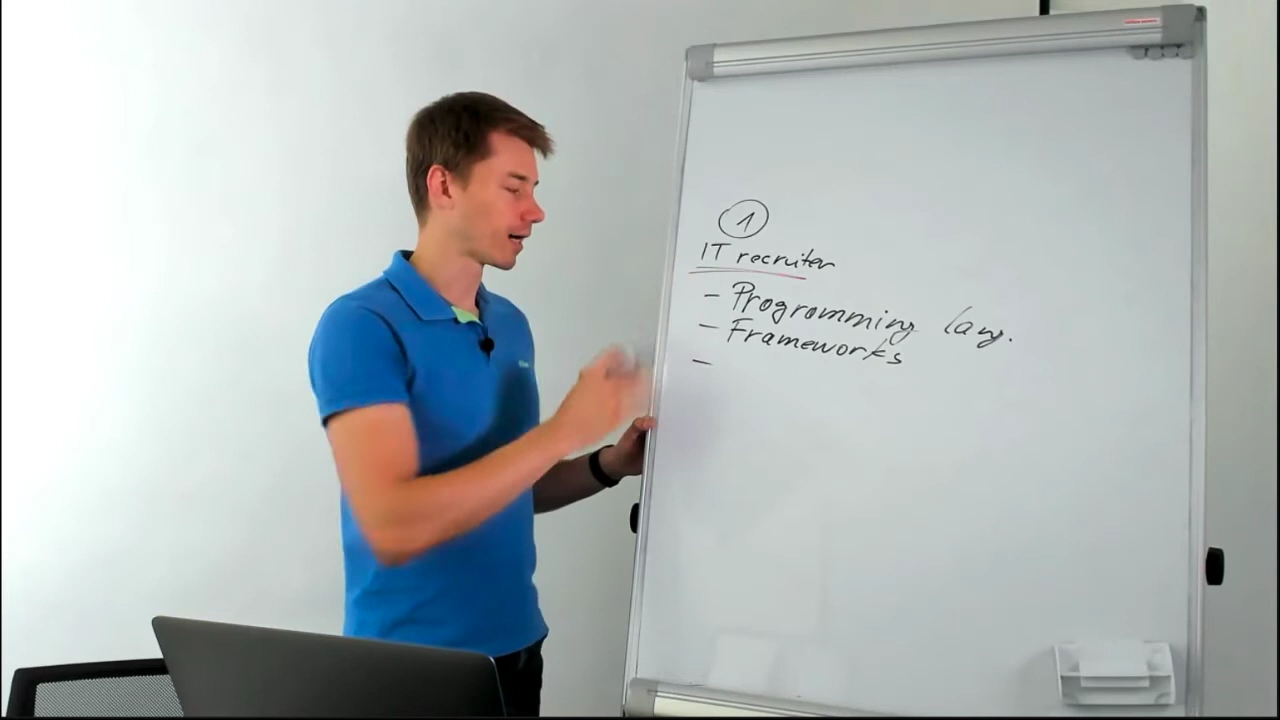 1
IT recruiter
- Programming lang.
- Frameworks
-